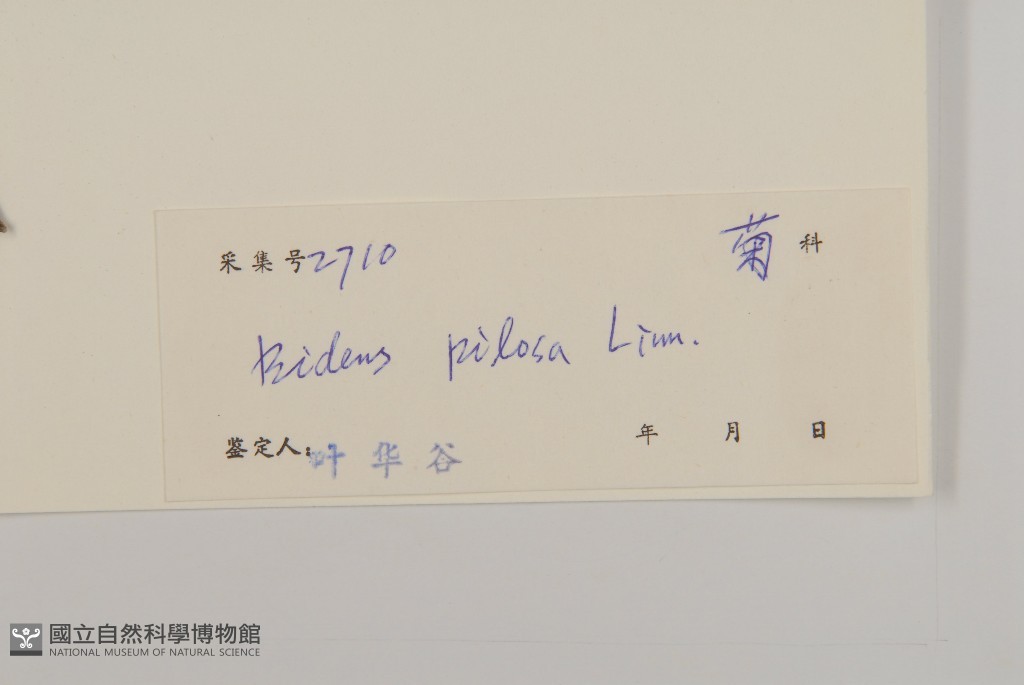 采集号2710 菊科
Bidens pilosa Linn.
鉴定人:叶华谷 年 月 日
國立自然科學博物館
NATIONAL MUSEUM OF NATURAL SCIENCE